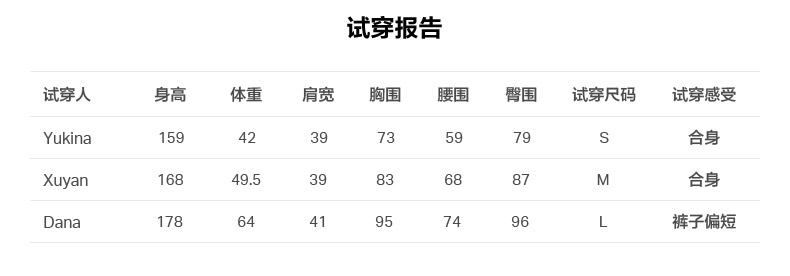 试穿报告
试穿人 身高 体重 肩宽 胸围 腰围 臀围 试穿尺码 试穿感受
Yukina 159 42 39 73 59 79 S 合身
Xuyan 168 49.5 39 83 68 87 M 合身
Dana 178 64 41 95 74 96 L 裤子偏短